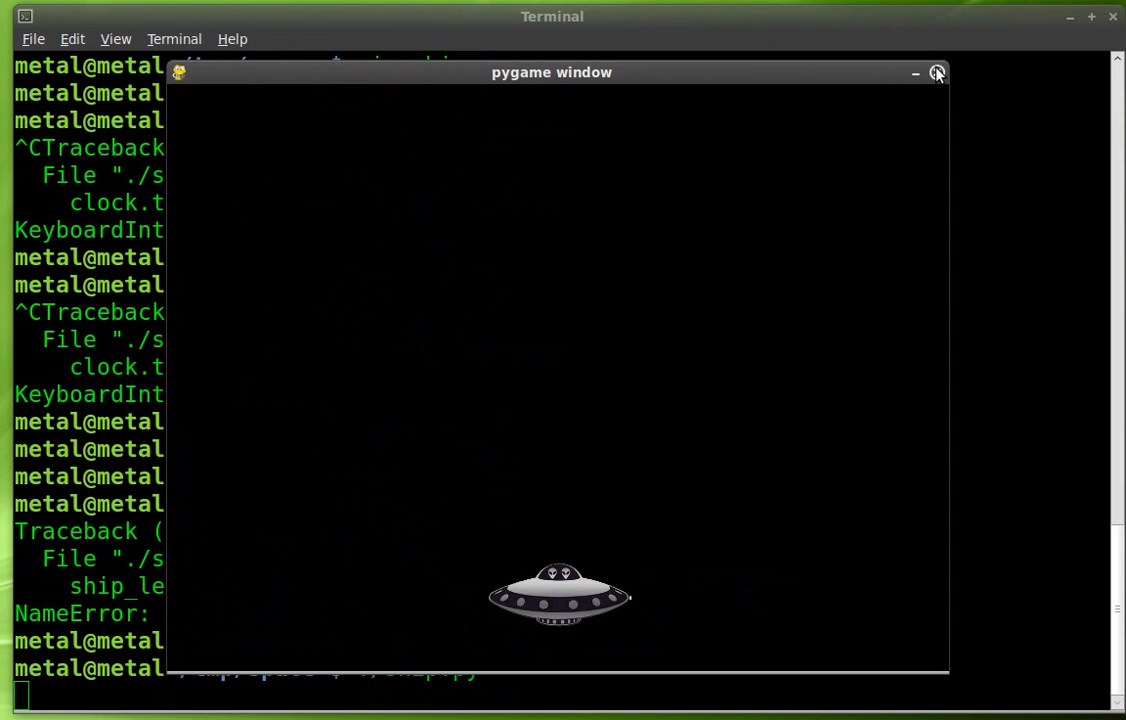 Terminal
File Edit View Terminal Help
metal@metal
pygame window
metal@metal
metal@metal
^CTraceback
File "./s
clock.t
KeyboardInt
metal@metal
metal@metal
^CTraceback
File "./s
clock.t
KeyboardInt
metal@metal
metal@metal
metal@metal
metal@metal
Traceback (
File "./s
ship_le
NameError:
metal@metal
metal@metal